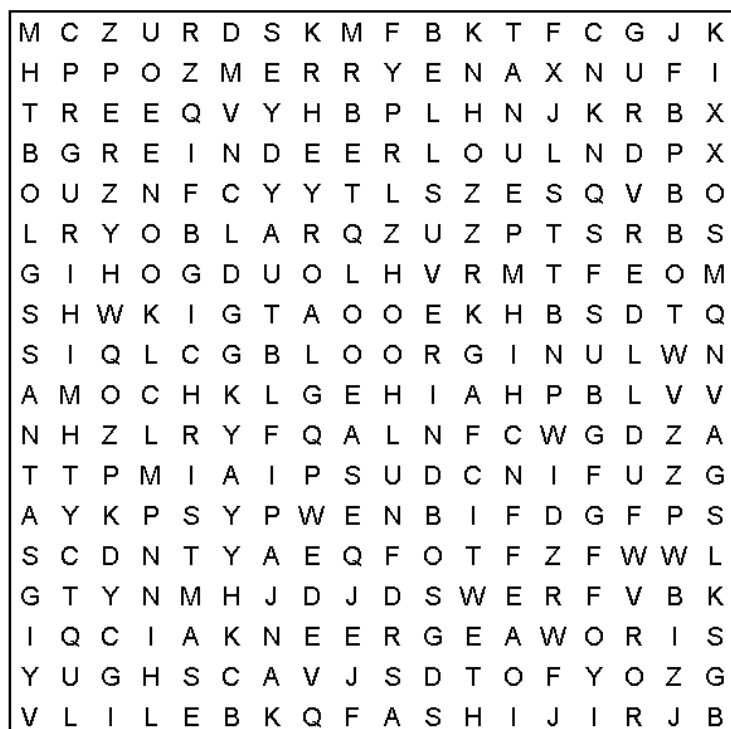 M C Z U R D S K M F B K T F C G J K
H P P O Z M E R R Y E N A X N U F I
T R E E Q V Y H B P L H N J K R B X
B G R E I N D E E R L O U L N D P X
O U Z N F C Y Y T L S Z E S Q V B O
L R Y O B L A R Q Z U Z P T S R B S
G I H O G D U O L H V R M T F E O M
S H W K I G T A O O E K H B S D T Q
S I Q L C G B L O O R G I N U L W N
A M O C H K L G E H I A H P B L V V
N H Z L R Y F Q A L N F C W G D Z A
T T P M I A I P S U D C N I F U Z G
A Y K P S Y P W E N B I F D G F P S
S C D N T Y A E Q F O T F Z F W W L
G T Y N M H J D J D S W E R F V B K
I Q C I A K N E E R G E A W O R I S
Y U G H S C A V J S D T O F Y O Z G
V L I L E B K Q F A S H I J I R J B